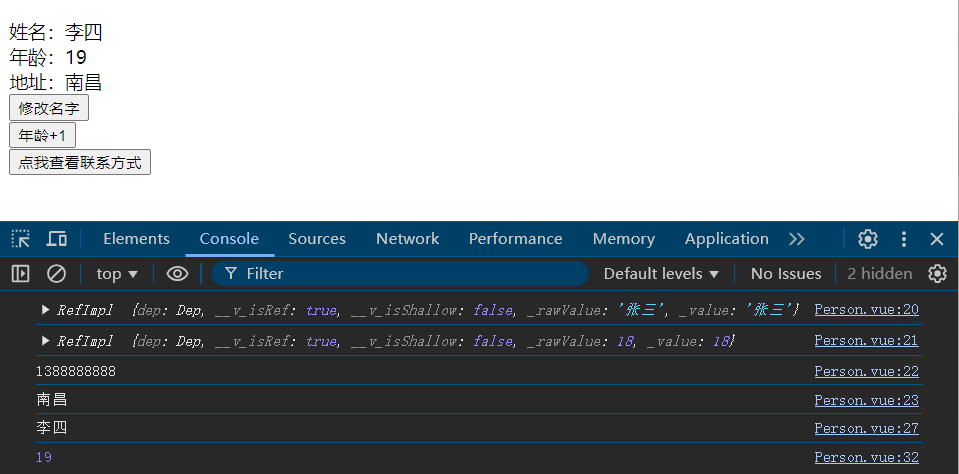 姓名：李四
年龄：19
地址：南昌
修改名字
年龄+1
点我查看联系方式
Elements Console Sources Network Performance Memory Application
top Filter Default levels No Issues 2 hidden
RefImpl {dep: Dep, __v_isRef: true, __v_isShallow: false, _rawValue: '张三', _value: '张三'} Person.vue:20
RefImpl {dep: Dep, __v_isRef: true, __v_isShallow: false, _rawValue: 18, _value: 18} Person.vue:21
1388888888 Person.vue:22
南昌 Person.vue:23
李四 Person.vue:27
19 Person.vue:32